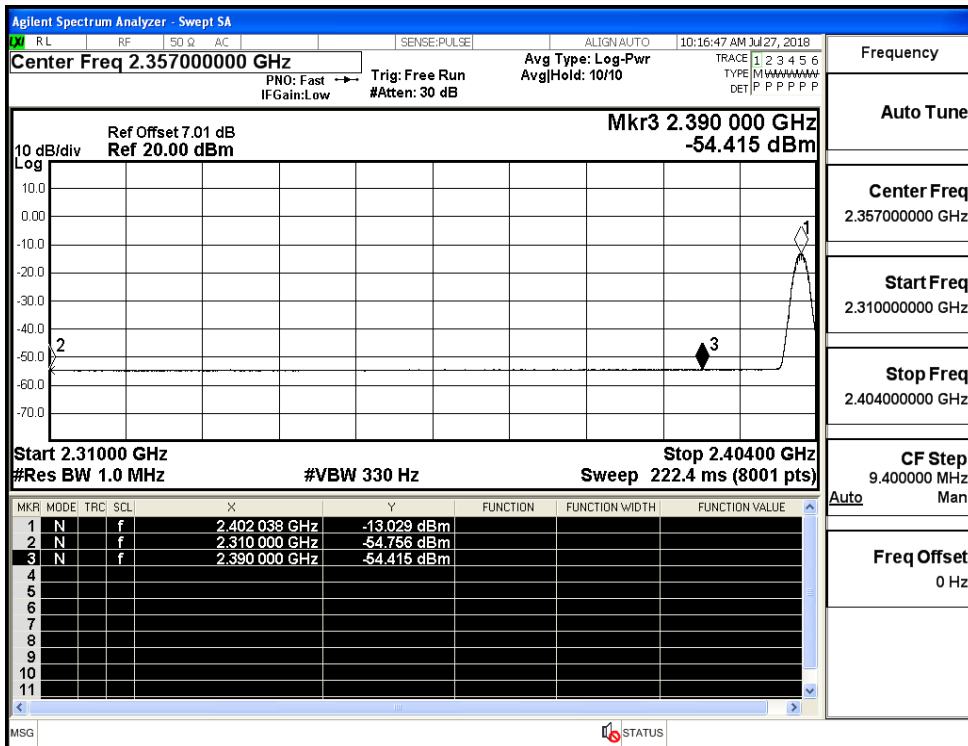 Agilent Spectrum Analyzer - Swept SA
LXI RL RF 50 Ω AC SENSE:PULSE ALIGN AUTO 10:16:47 AM Jul 27, 2018
Center Freq 2.357000000 GHz
PNO: Fast
IFGain:Low
Trig: Free Run
#Atten: 30 dB
Avg Type: Log-Pwr
Avg|Hold: 10/10
TRACE 1 2 3 4 5 6
TYPE M W W W W W
DET P P P P P P
Mkr3 2.390 000 GHz
-54.415 dBm
Ref Offset 7.01 dB
10 dB/div Ref 20.00 dBm
Log
10.0
0.00
-10.0
-20.0
-30.0
-40.0
-50.0
-60.0
-70.0
1
2
3
Start 2.31000 GHz Stop 2.40400 GHz
#Res BW 1.0 MHz #VBW 330 Hz Sweep 222.4 ms (8001 pts)
MKR MODE TRC SCL X Y FUNCTION FUNCTION WIDTH FUNCTION VALUE
1 N f 2.402 038 GHz -13.029 dBm
2 N f 2.310 000 GHz -54.756 dBm
3 N f 2.390 000 GHz -54.415 dBm
4
5
6
7
8
9
10
11
MSG STATUS
Frequency
Auto Tune
Center Freq
2.357000000 GHz
Start Freq
2.310000000 GHz
Stop Freq
2.404000000 GHz
CF Step
9.400000 MHz
Auto Man
Freq Offset
0 Hz